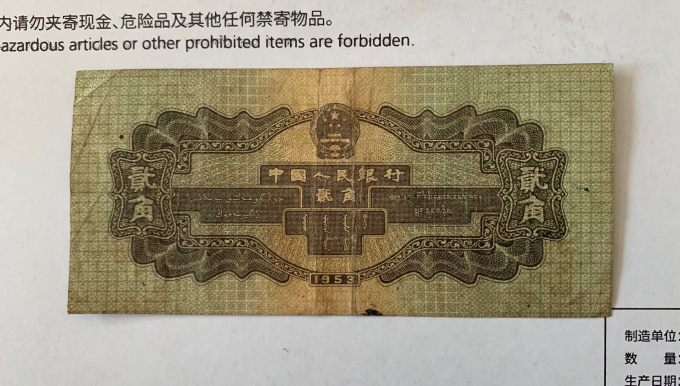 内请勿夹寄现金、危险品及其他任何禁寄物品。
azardous articles or other prohibited items are forbidden.
中國人民銀行
貳角
貳角
貳角
1953
制造单位:
数 量:
生产日期: